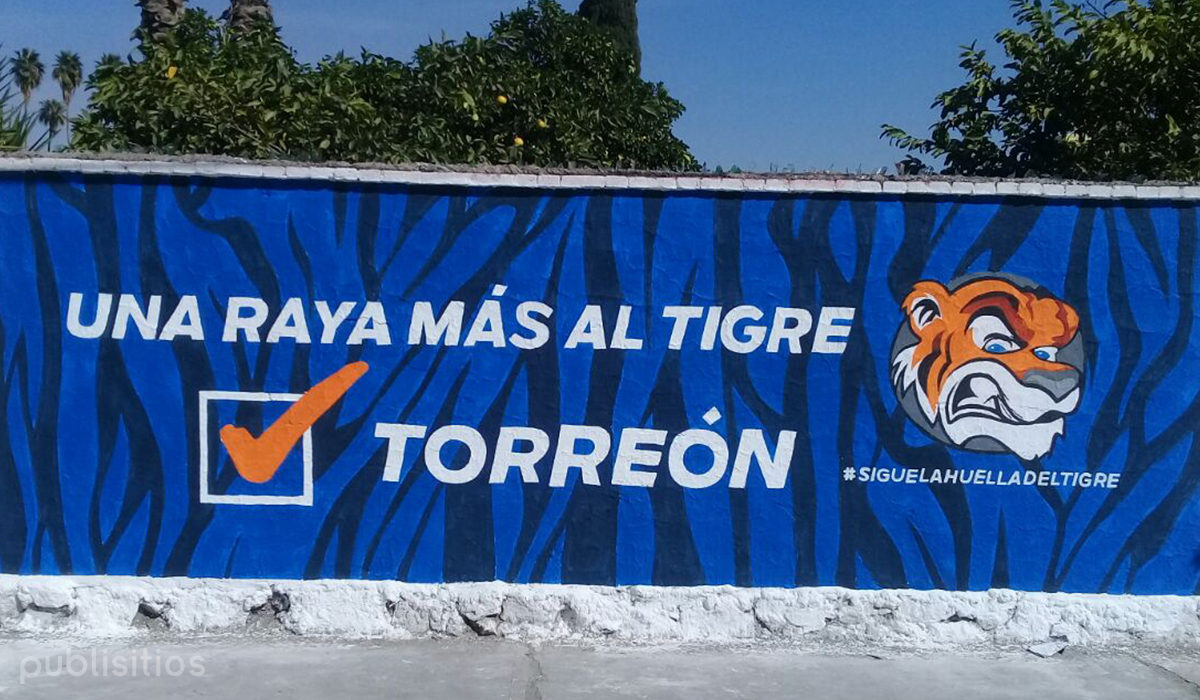 UNA RAYA MÁS AL TIGRE
TORREÓN
#SIGUELAHUELLADELTIGRE
publisitios